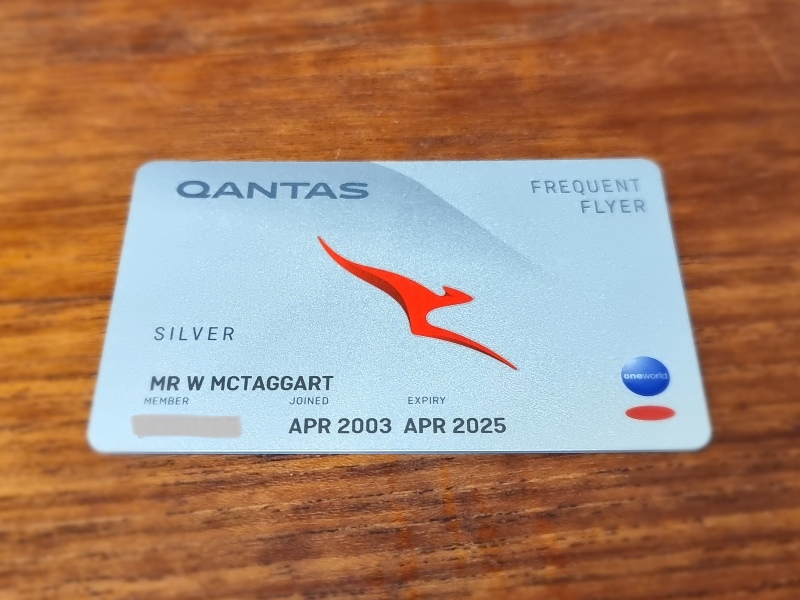 QANTAS
FREQUENT
FLYER
SILVER
MR W MCTAGGART
MEMBER JOINED EXPIRY
APR 2003 APR 2025
oneworld